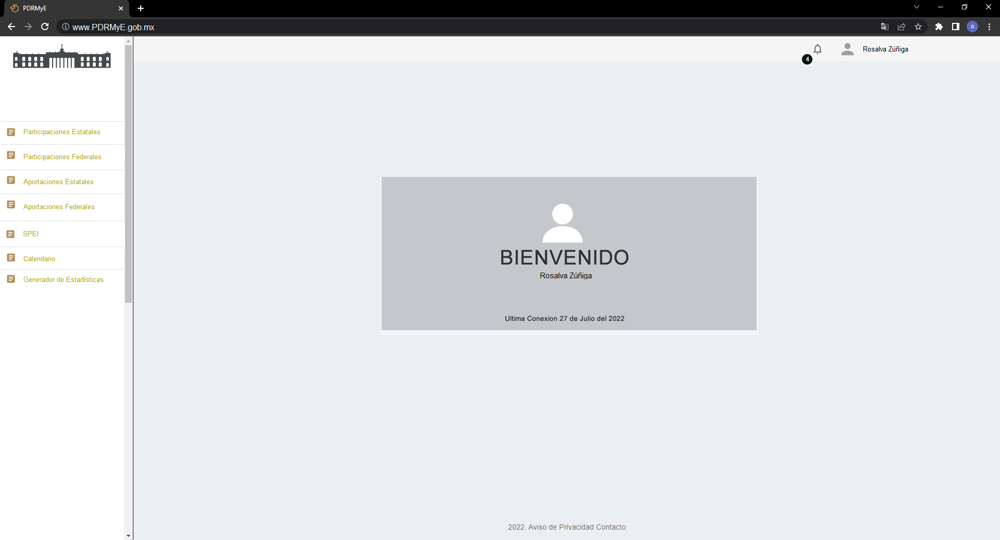 PDRMyE
www.PDRMyE.gob.mx
a
4
Rosalva Zúñiga
Participaciones Estatales
Participaciones Federales
Aportaciones Estatales
Aportaciones Federales
SPEI
Calendario
Generador de Estadísticas
BIENVENIDO
Rosalva Zúñiga
Ultima Conexion 27 de Julio del 2022
2022. Aviso de Privacidad Contacto